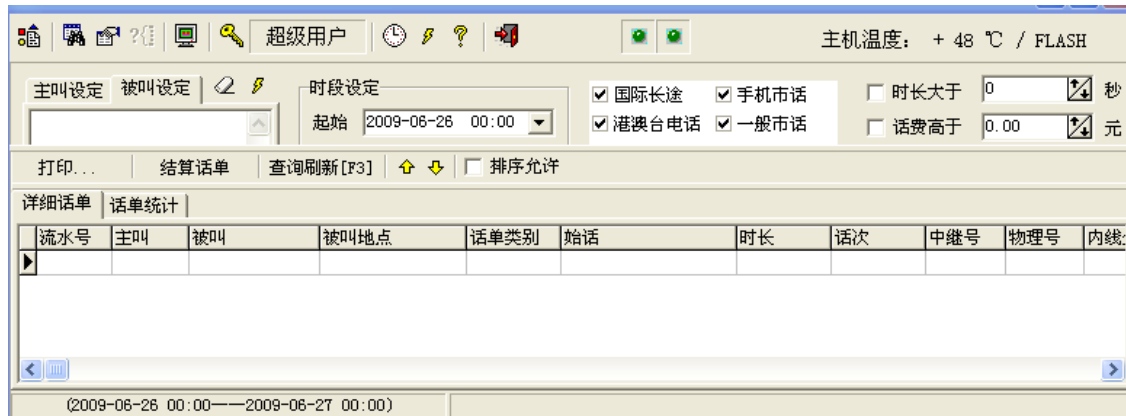 超级用户 主机温度: + 48 ℃ / FLASH
主叫设定 被叫设定 时段设定 国际长途 手机市话 时长大于 0 秒
起始 2009-06-26 00:00 港澳台电话 一般市话 话费高于 0.00 元
打印... 结算话单 查询刷新[F3] 排序允许
详细话单 话单统计
流水号 主叫 被叫 被叫地点 话单类别 始话 时长 话次 中继号 物理号 内线
(2009-06-26 00:00——2009-06-27 00:00)